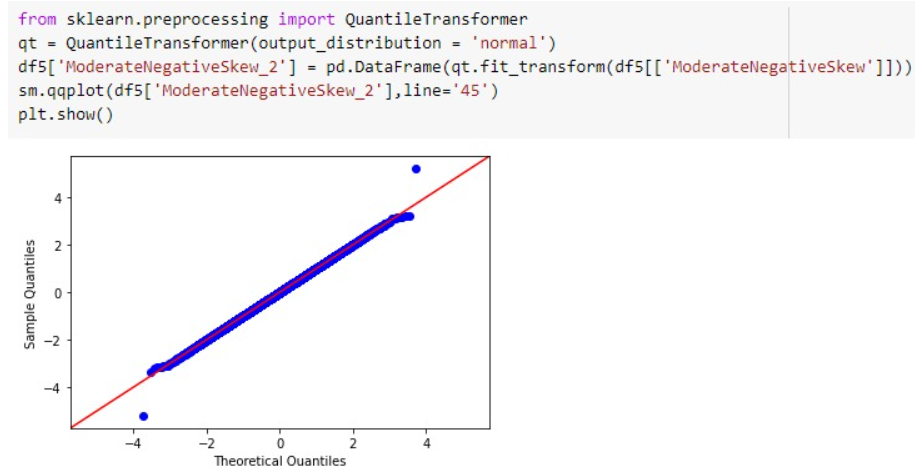 from sklearn.preprocessing import QuantileTransformer
qt = QuantileTransformer(output_distribution = 'normal')
df5['ModerateNegativeSkew_2'] = pd.DataFrame(qt.fit_transform(df5[['ModerateNegativeSkew']]))
sm.qqplot(df5['ModerateNegativeSkew_2'],line='45')
plt.show()
4
2
0
−2
−4
Sample Quantiles
−4 −2 0 2 4
Theoretical Quantiles